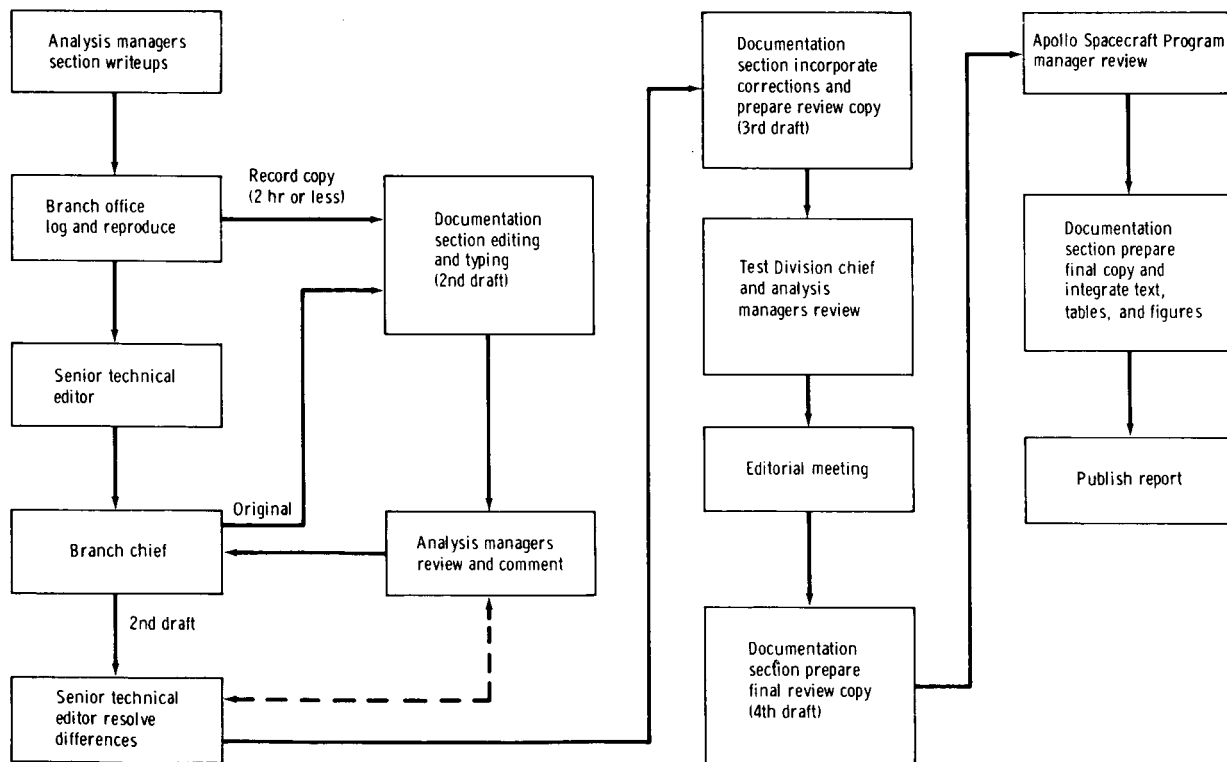 Analysis managers
section writeups
Branch office
log and reproduce
Record copy
(2 hr or less)
Senior technical
editor
Original
Branch chief
2nd draft
Senior technical
editor resolve
differences
Documentation
section editing
and typing
(2nd draft)
Analysis managers
review and comment
Documentation
section incorporate
corrections and
prepare review copy
(3rd draft)
Test Division chief
and analysis
managers review
Editorial meeting
Documentation
section prepare
final review copy
(4th draft)
Apollo Spacecraft Program
manager review
Documentation
section prepare
final copy and
integrate text,
tables, and figures
Publish report